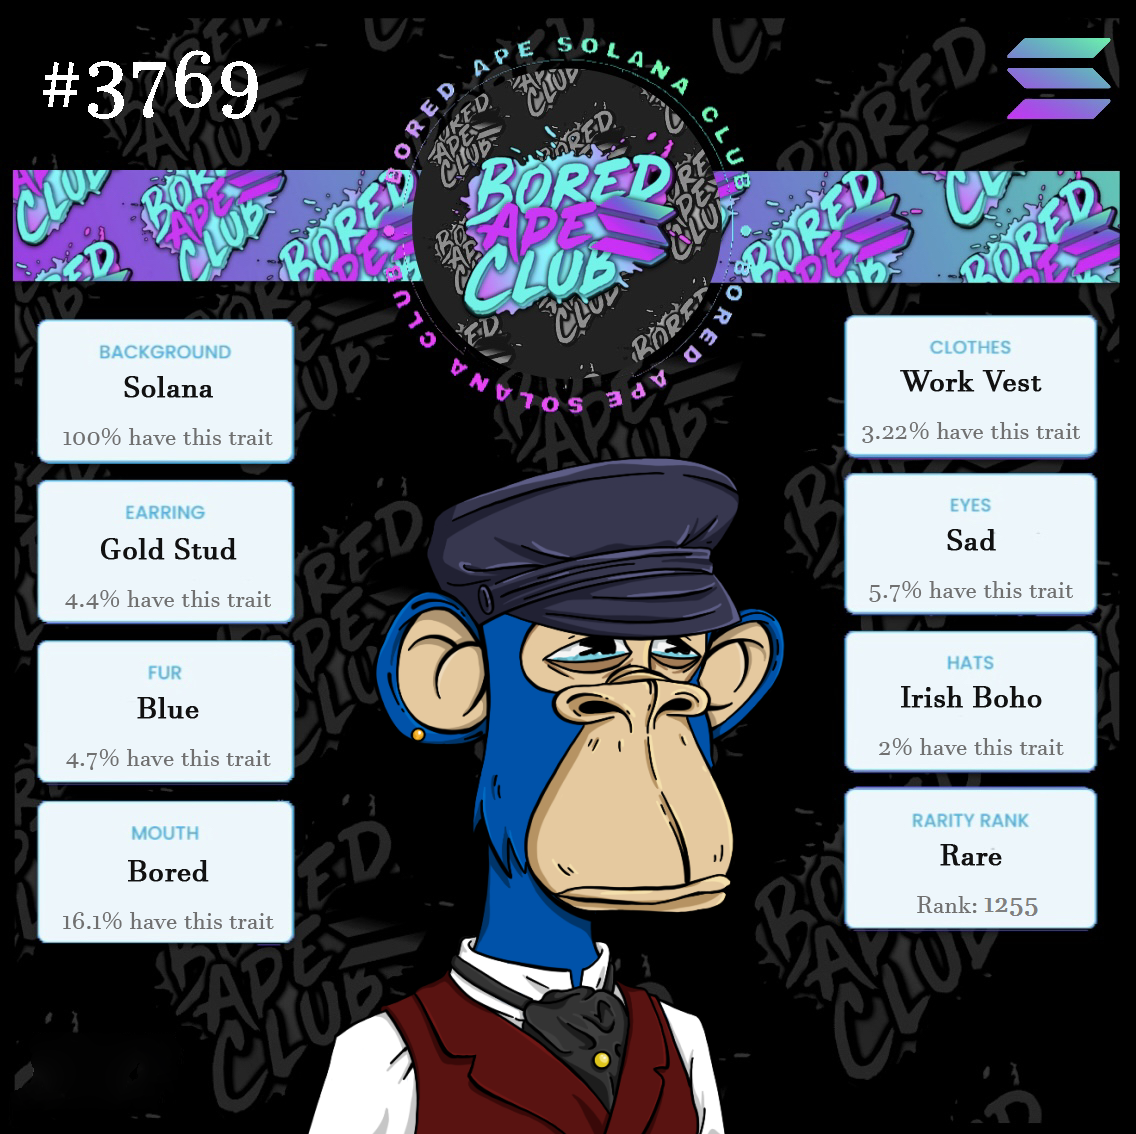 #3769
BORED APE SOLANA CLUB
BORED APE SOLANA CLUB
BORED
APE
CLUB
BACKGROUND
Solana
100% have this trait
EARRING
Gold Stud
4.4% have this trait
FUR
Blue
4.7% have this trait
MOUTH
Bored
16.1% have this trait
CLOTHES
Work Vest
3.22% have this trait
EYES
Sad
5.7% have this trait
HATS
Irish Boho
2% have this trait
RARITY RANK
Rare
Rank: 1255